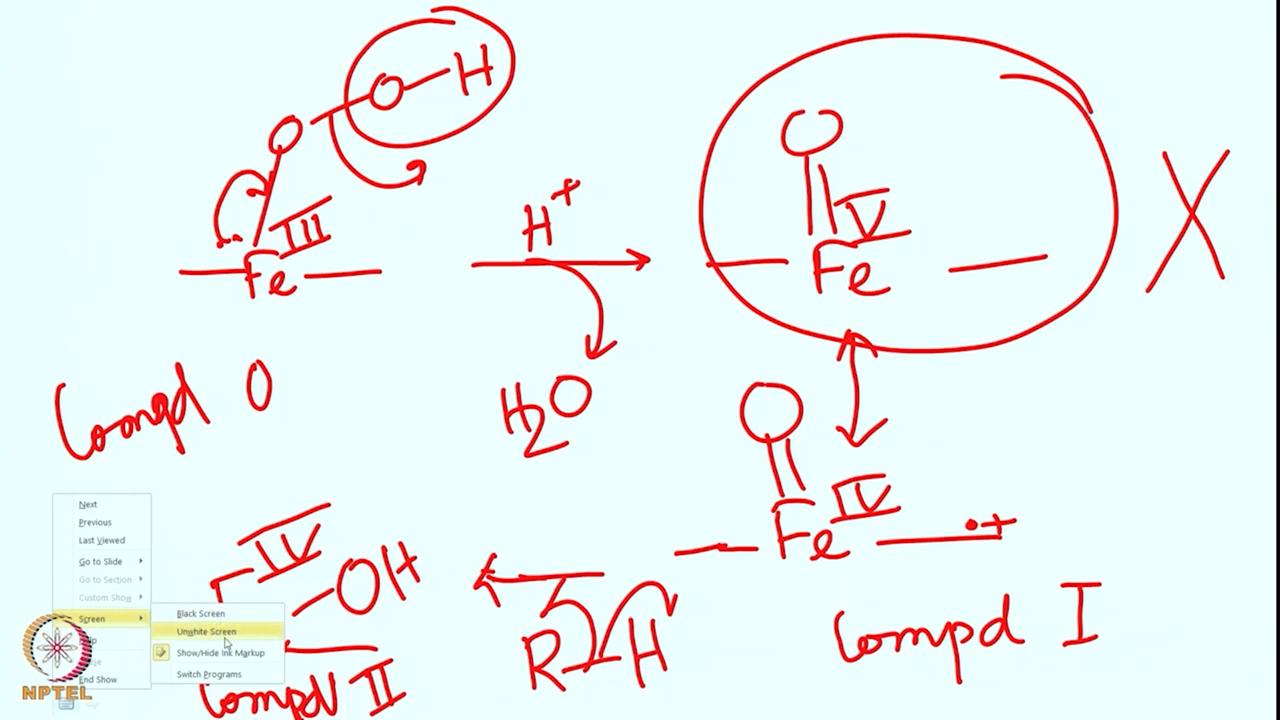 O—O—H
Fe III
H+
H2O
O
Fe V
X
Compd 0
O
Fe IV •+
Compd I
R H
IV OH
Compd II
Next
Previous
Last Viewed
Go to Slide
Go to Section
Custom Show
Screen
End Show
Black Screen
Unwhite Screen
Show/Hide Ink Markup
Switch Programs
NPTEL